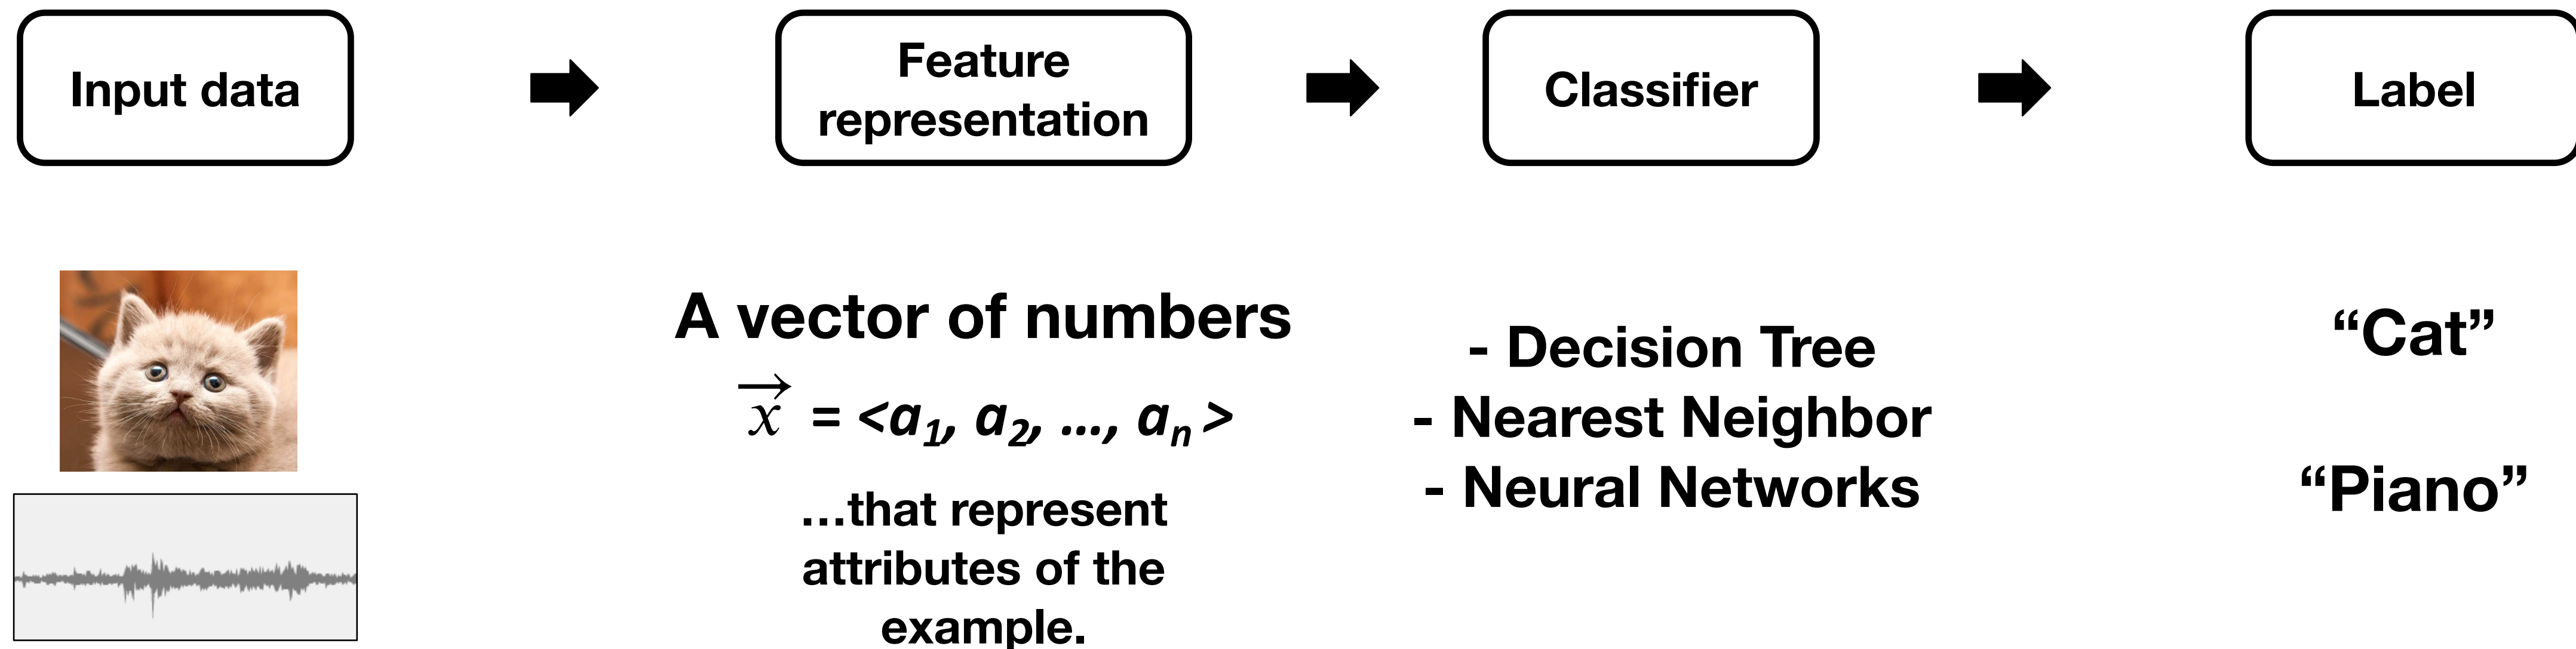 Input data
Feature
representation
Classifier
Label
A vector of numbers
x⃗ = <a₁, a₂, …, aₙ >
…that represent
attributes of the
example.
- Decision Tree
- Nearest Neighbor
- Neural Networks
“Cat”
“Piano”